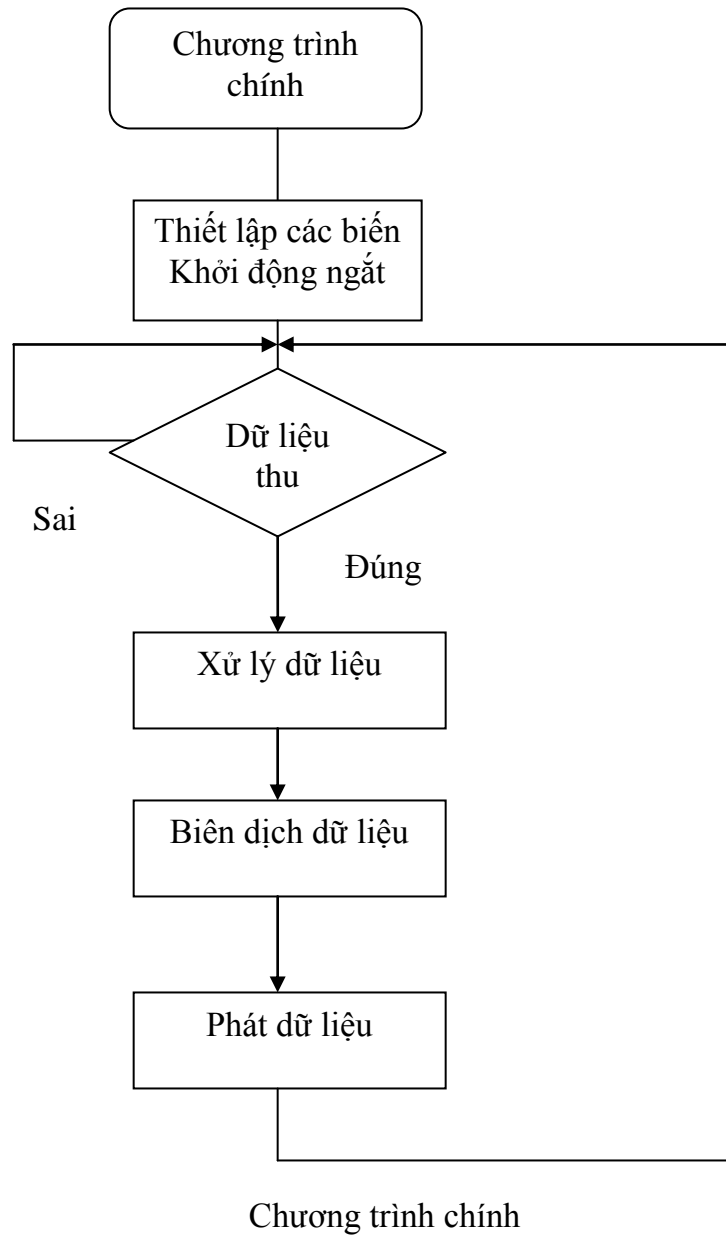 Chương trình
chính
Thiết lập các biến
Khởi động ngắt
Dữ liệu
thu
Sai
Đúng
Xử lý dữ liệu
Biên dịch dữ liệu
Phát dữ liệu
Chương trình chính